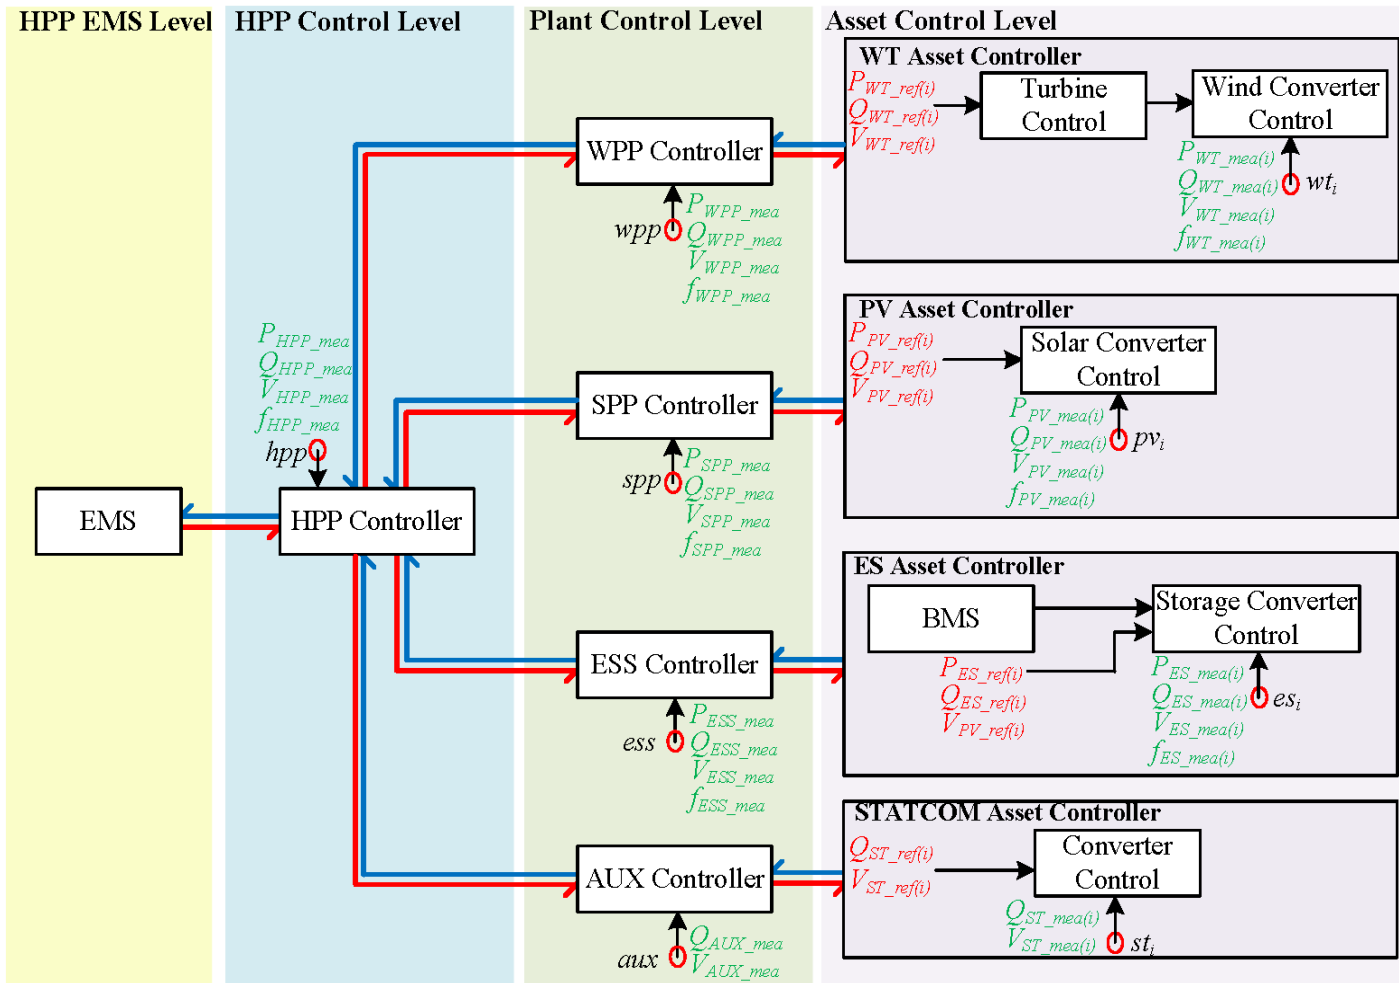 HPP EMS Level
HPP Control Level
Plant Control Level
Asset Control Level
EMS
P_HPP_mea
Q_HPP_mea
V_HPP_mea
f_HPP_mea
hpp
HPP Controller
WPP Controller
wpp
P_WPP_mea
Q_WPP_mea
V_WPP_mea
f_WPP_mea
SPP Controller
spp
P_SPP_mea
Q_SPP_mea
V_SPP_mea
f_SPP_mea
ESS Controller
ess
P_ESS_mea
Q_ESS_mea
V_ESS_mea
f_ESS_mea
AUX Controller
aux
Q_AUX_mea
V_AUX_mea
WT Asset Controller
P_WT_ref(i)
Q_WT_ref(i)
V_WT_ref(i)
Turbine
Control
Wind Converter
Control
P_WT_mea(i)
Q_WT_mea(i)
V_WT_mea(i)
f_WT_mea(i)
wt_i
PV Asset Controller
P_PV_ref(i)
Q_PV_ref(i)
V_PV_ref(i)
Solar Converter
Control
P_PV_mea(i)
Q_PV_mea(i)
V_PV_mea(i)
f_PV_mea(i)
pv_i
ES Asset Controller
BMS
Storage Converter
Control
P_ES_ref(i)
Q_ES_ref(i)
V_PV_ref(i)
P_ES_mea(i)
Q_ES_mea(i)
V_ES_mea(i)
f_ES_mea(i)
es_i
STATCOM Asset Controller
Q_ST_ref(i)
V_ST_ref(i)
Converter
Control
Q_ST_mea(i)
V_ST_mea(i)
st_i